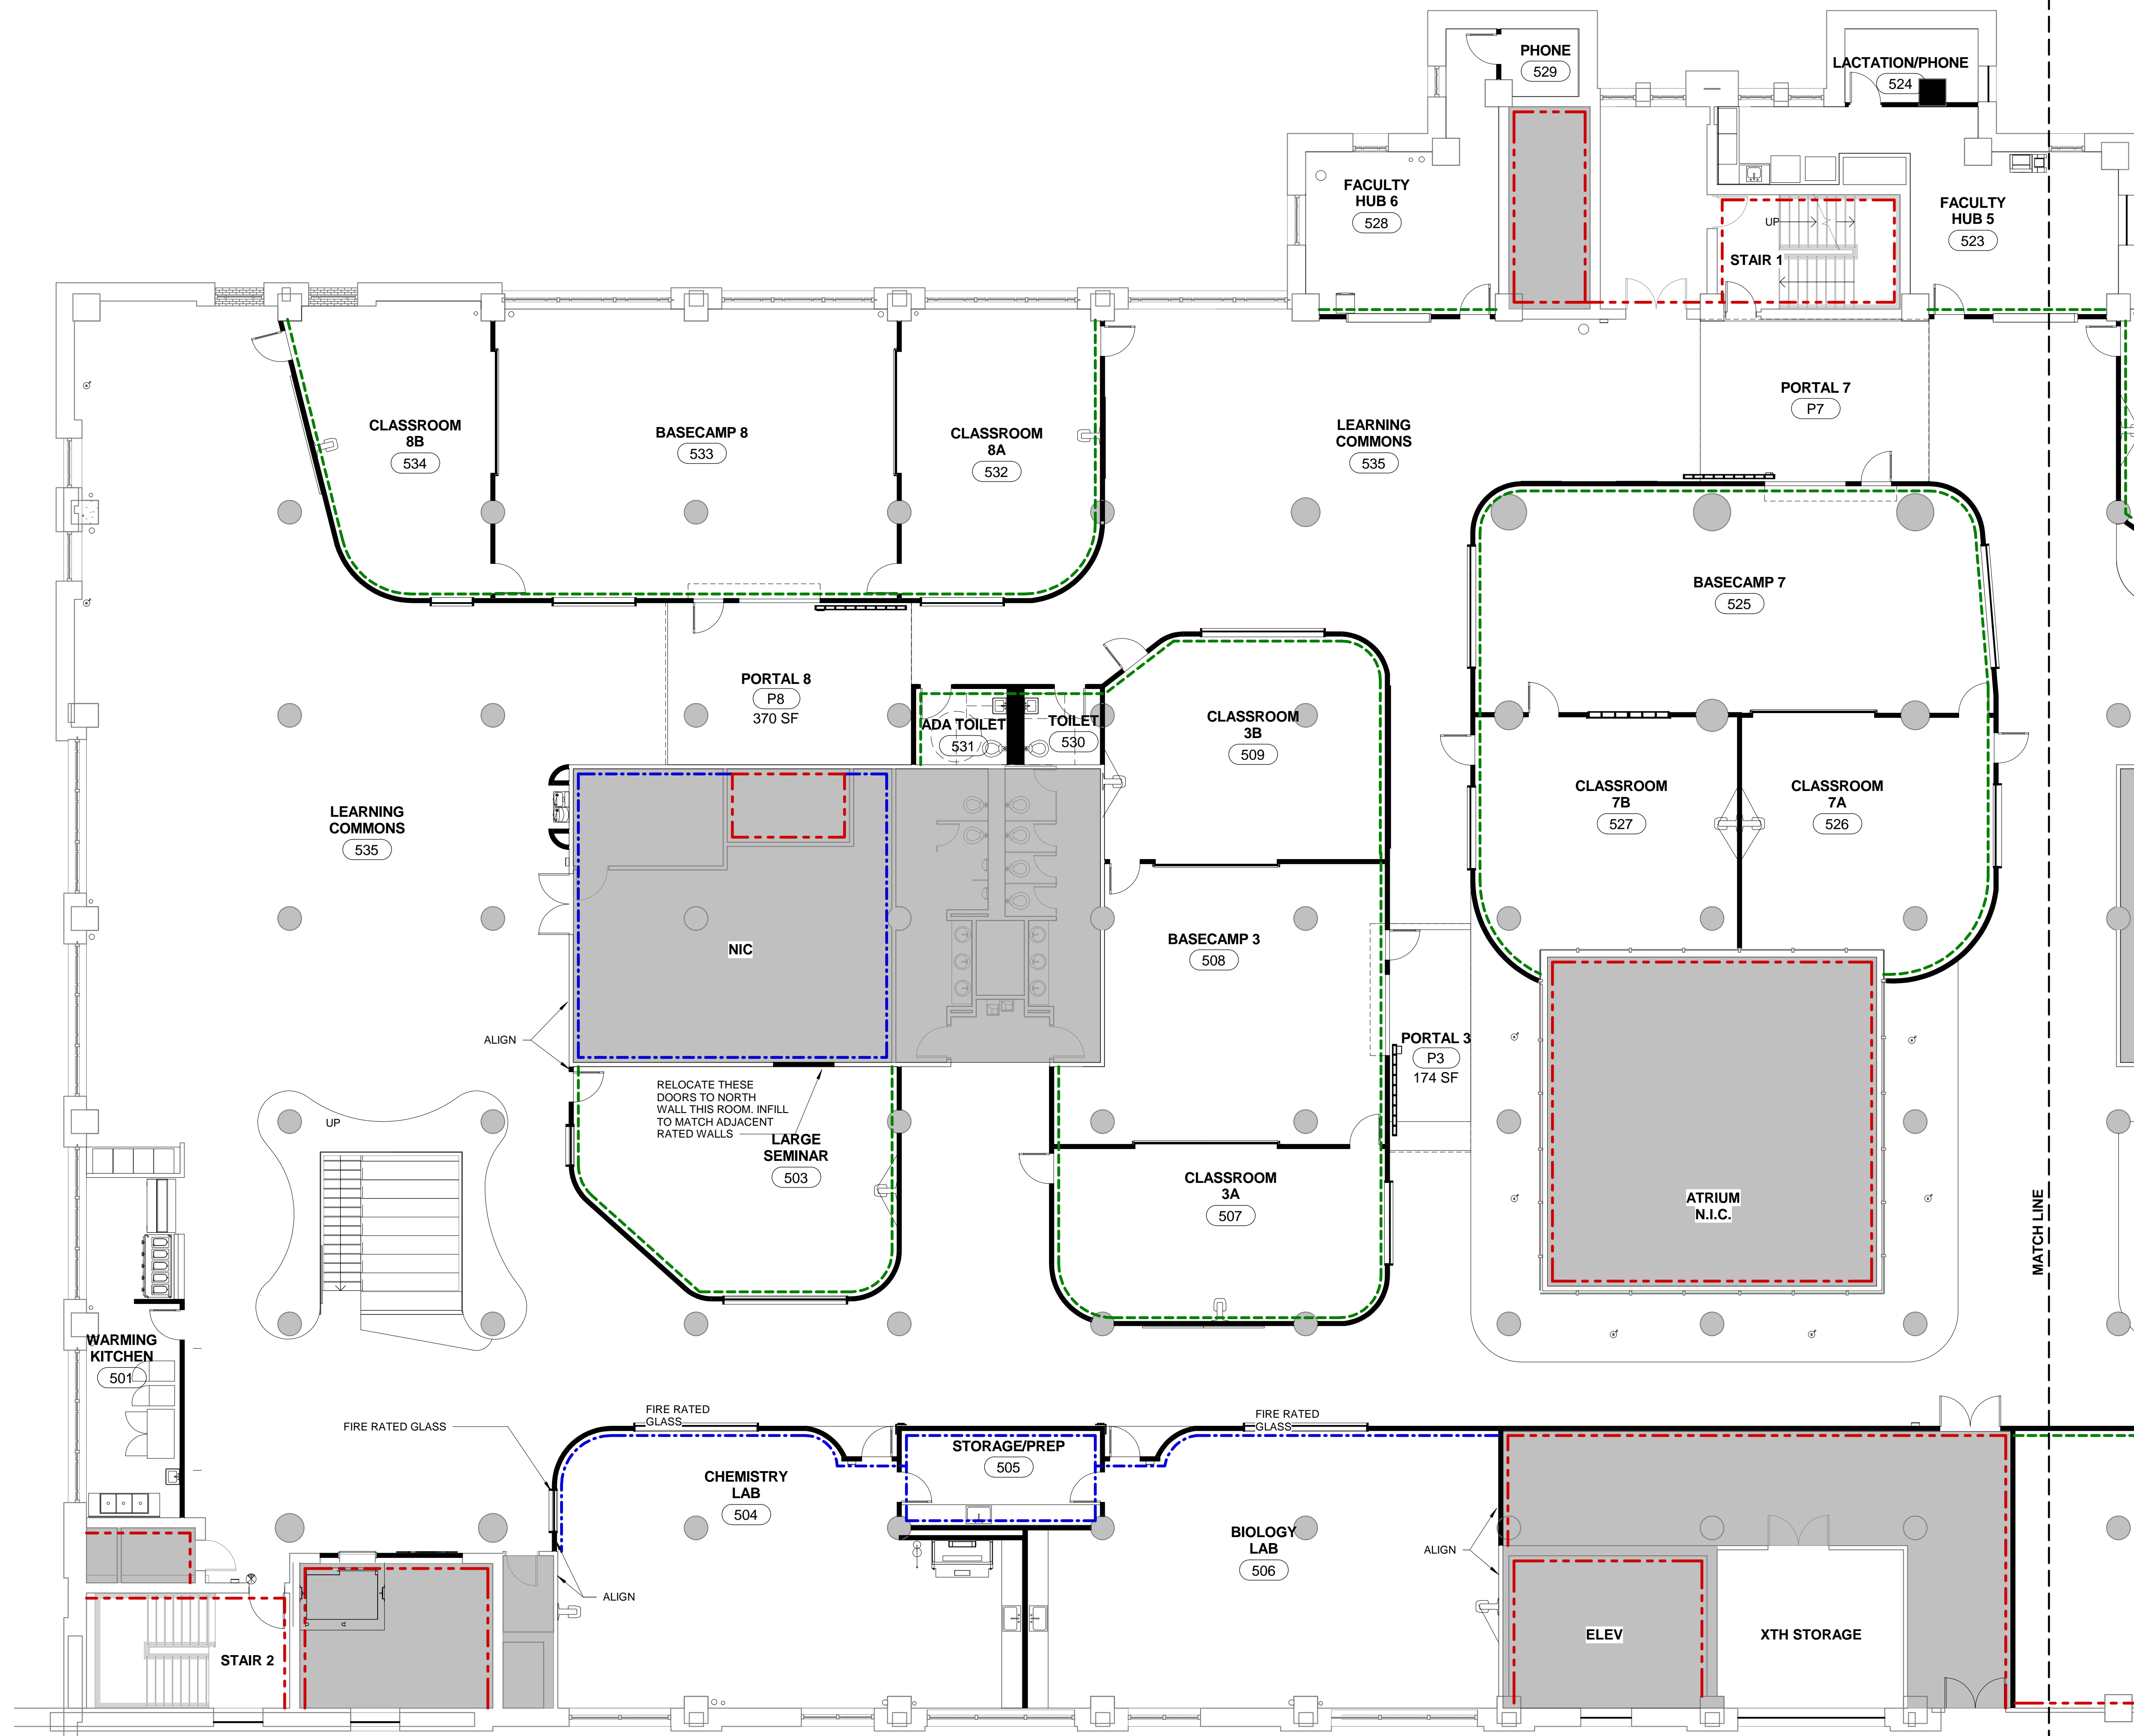 PHONE
529
LACTATION/PHONE
524
FACULTY
HUB 6
528
FACULTY
HUB 5
523
UP
STAIR 1
PORTAL 7
P7
CLASSROOM
8B
534
BASECAMP 8
533
CLASSROOM
8A
532
LEARNING
COMMONS
535
BASECAMP 7
525
PORTAL 8
P8
370 SF
ADA TOILET
531
TOILET
530
CLASSROOM
3B
509
CLASSROOM
7B
527
CLASSROOM
7A
526
LEARNING
COMMONS
535
NIC
BASECAMP 3
508
ALIGN
PORTAL 3
P3
174 SF
RELOCATE THESE
DOORS TO NORTH
WALL THIS ROOM. INFILL
TO MATCH ADJACENT
RATED WALLS
UP
LARGE
SEMINAR
503
CLASSROOM
3A
507
ATRIUM
N.I.C.
MATCH LINE
WARMING
KITCHEN
501
FIRE RATED GLASS
FIRE RATED
GLASS
FIRE RATED
GLASS
STORAGE/PREP
505
CHEMISTRY
LAB
504
BIOLOGY
LAB
506
ALIGN
ALIGN
STAIR 2
ELEV
XTH STORAGE